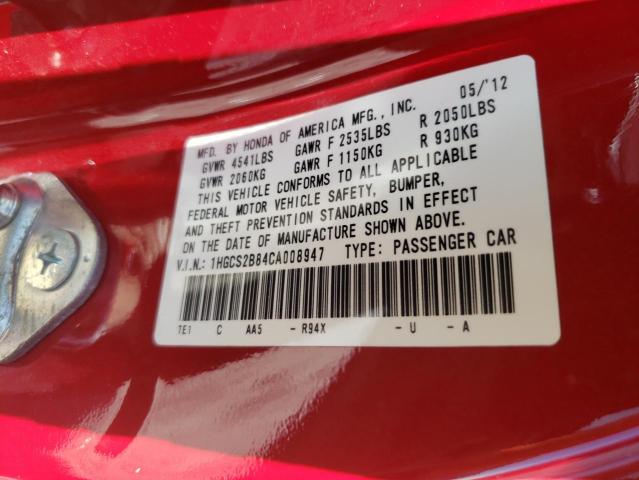 MFD. BY HONDA OF AMERICA MFG., INC. 05/'12
GVWR 4541LBS GAWR F 2535LBS R 2050LBS
GVWR 2060KG GAWR F 1150KG R 930KG
THIS VEHICLE CONFORMS TO ALL APPLICABLE
FEDERAL MOTOR VEHICLE SAFETY, BUMPER,
AND THEFT PREVENTION STANDARDS IN EFFECT
ON THE DATE OF MANUFACTURE SHOWN ABOVE.
V.I.N.: 1HGCS2B84CA008947 TYPE: PASSENGER CAR
TE1 C AA5 - R94X - U - A